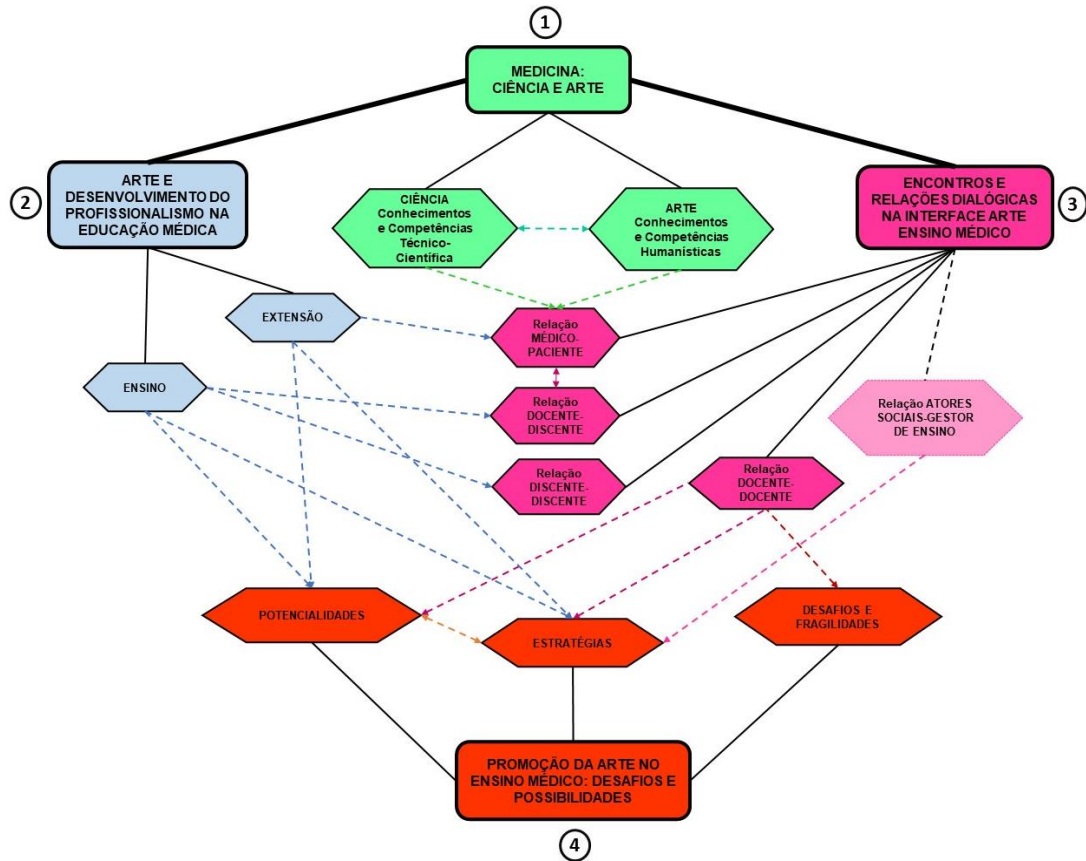 1
MEDICINA:
CIÊNCIA E ARTE
2
ARTE E
DESENVOLVIMENTO DO
PROFISSIONALISMO NA
EDUCAÇÃO MÉDICA
CIÊNCIA
Conhecimentos
e Competências
Técnico-
Científica
ARTE
Conhecimentos
e Competências
Humanísticas
ENCONTROS E
RELAÇÕES DIALÓGICAS
NA INTERFACE ARTE
ENSINO MÉDICO
3
EXTENSÃO
Relação
MÉDICO-
PACIENTE
ENSINO
Relação
DOCENTE-
DISCENTE
Relação ATORES
SOCIAIS-GESTOR
DE ENSINO
Relação
DISCENTE-
DISCENTE
Relação
DOCENTE-
DOCENTE
POTENCIALIDADES
ESTRATÉGIAS
DESAFIOS E
FRAGILIDADES
PROMOÇÃO DA ARTE NO
ENSINO MÉDICO: DESAFIOS E
POSSIBILIDADES
4